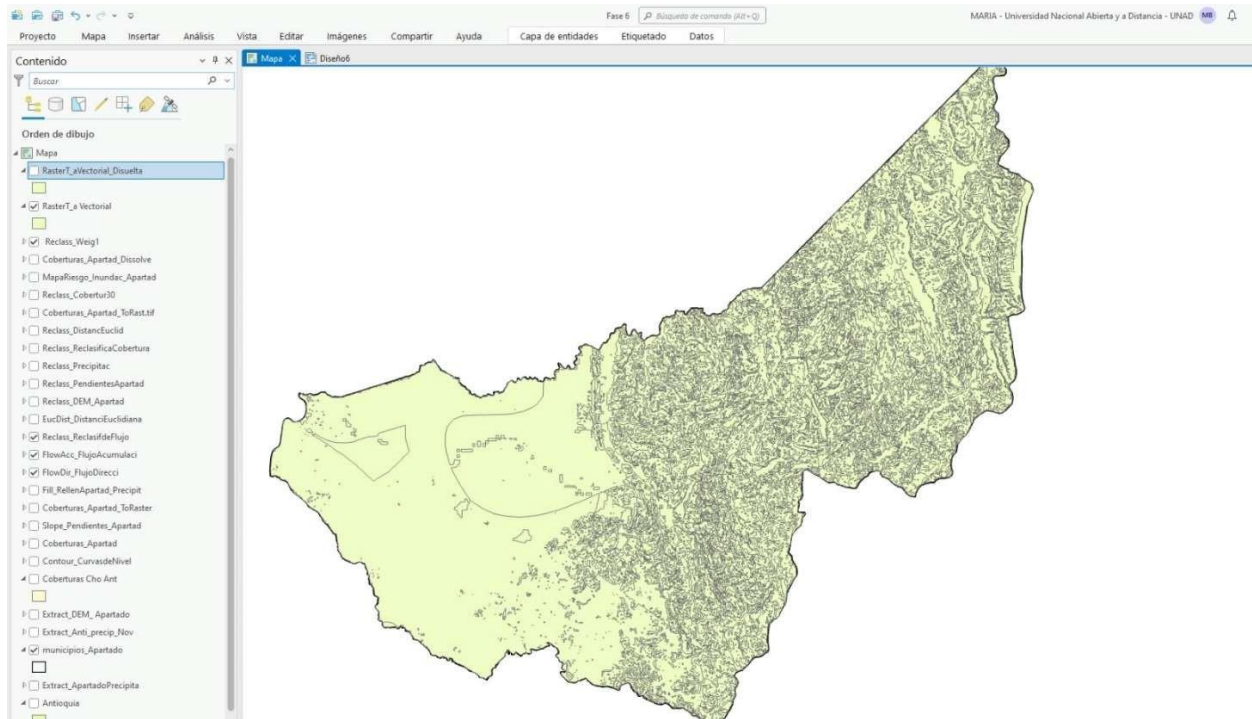 Fase 6
Búsqueda de comando (Alt+Q)
MARIA - Universidad Nacional Abierta y a Distancia - UNAD
MB
Proyecto Mapa Insertar Análisis Vista Editar Imágenes Compartir Ayuda Capa de entidades Etiquetado Datos
Contenido
Mapa
Diseño6
Buscar
Orden de dibujo
Mapa
RasterT_aVectorial_Disuelta
RasterT_a Vectorial
Reclass_Weig1
Coberturas_Apartad_Dissolve
MapaRiesgo_Inundac_Apartad
Reclass_Cobertur30
Coberturas_Apartad_ToRast.tif
Reclass_DistancEuclid
Reclass_ReclasificaCobertura
Reclass_Precipitac
Reclass_PendientesApartad
Reclass_DEM_Apartad
EucDist_DistanciEuclidiana
Reclass_ReclasifdeFlujo
FlowAcc_FlujoAcumulaci
FlowDir_FlujoDirecci
Fill_RellenApartad_Precipit
Coberturas_Apartad_ToRaster
Slope_Pendientes_Apartad
Coberturas_Apartad
Contour_CurvasdeNivel
Coberturas Cho Ant
Extract_DEM_ Apartado
Extract_Anti_precip_Nov
municipios_Apartado
Extract_ApartadoPrecipita
Antioquia